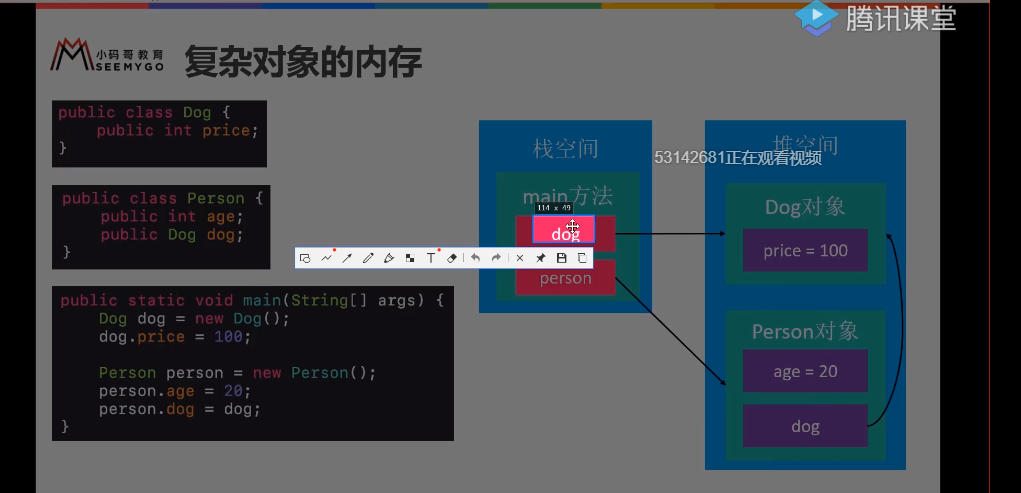 腾讯课堂
小码哥教育
SEEMYGO
复杂对象的内存
public class Dog {
public int price;
}
public class Person {
public int age;
public Dog dog;
}
public static void main(String[] args) {
Dog dog = new Dog();
dog.price = 100;
Person person = new Person();
person.age = 20;
person.dog = dog;
}
栈空间
main方法
114 x 49
dog
T
person
堆空间
53142681正在观看视频
Dog对象
price = 100
Person对象
age = 20
dog